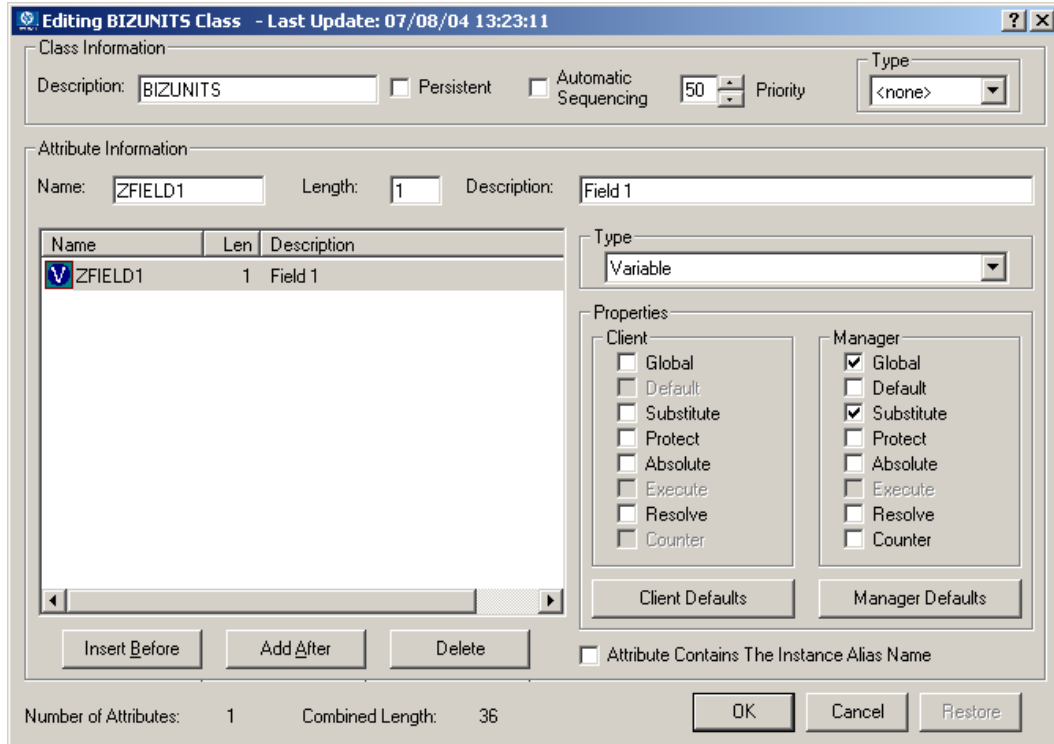 Editing BIZUNITS Class - Last Update: 07/08/04 13:23:11
Class Information
Description: BIZUNITS Persistent Automatic Sequencing 50 Priority Type <none>
Attribute Information
Name: ZFIELD1 Length: 1 Description: Field 1
Name Len Description
V ZFIELD1 1 Field 1
Type
Variable
Properties
Client
Global
Default
Substitute
Protect
Absolute
Execute
Resolve
Counter
Client Defaults
Manager
Global
Default
Substitute
Protect
Absolute
Execute
Resolve
Counter
Manager Defaults
Insert Before Add After Delete
Attribute Contains The Instance Alias Name
Number of Attributes: 1 Combined Length: 36
OK Cancel Restore